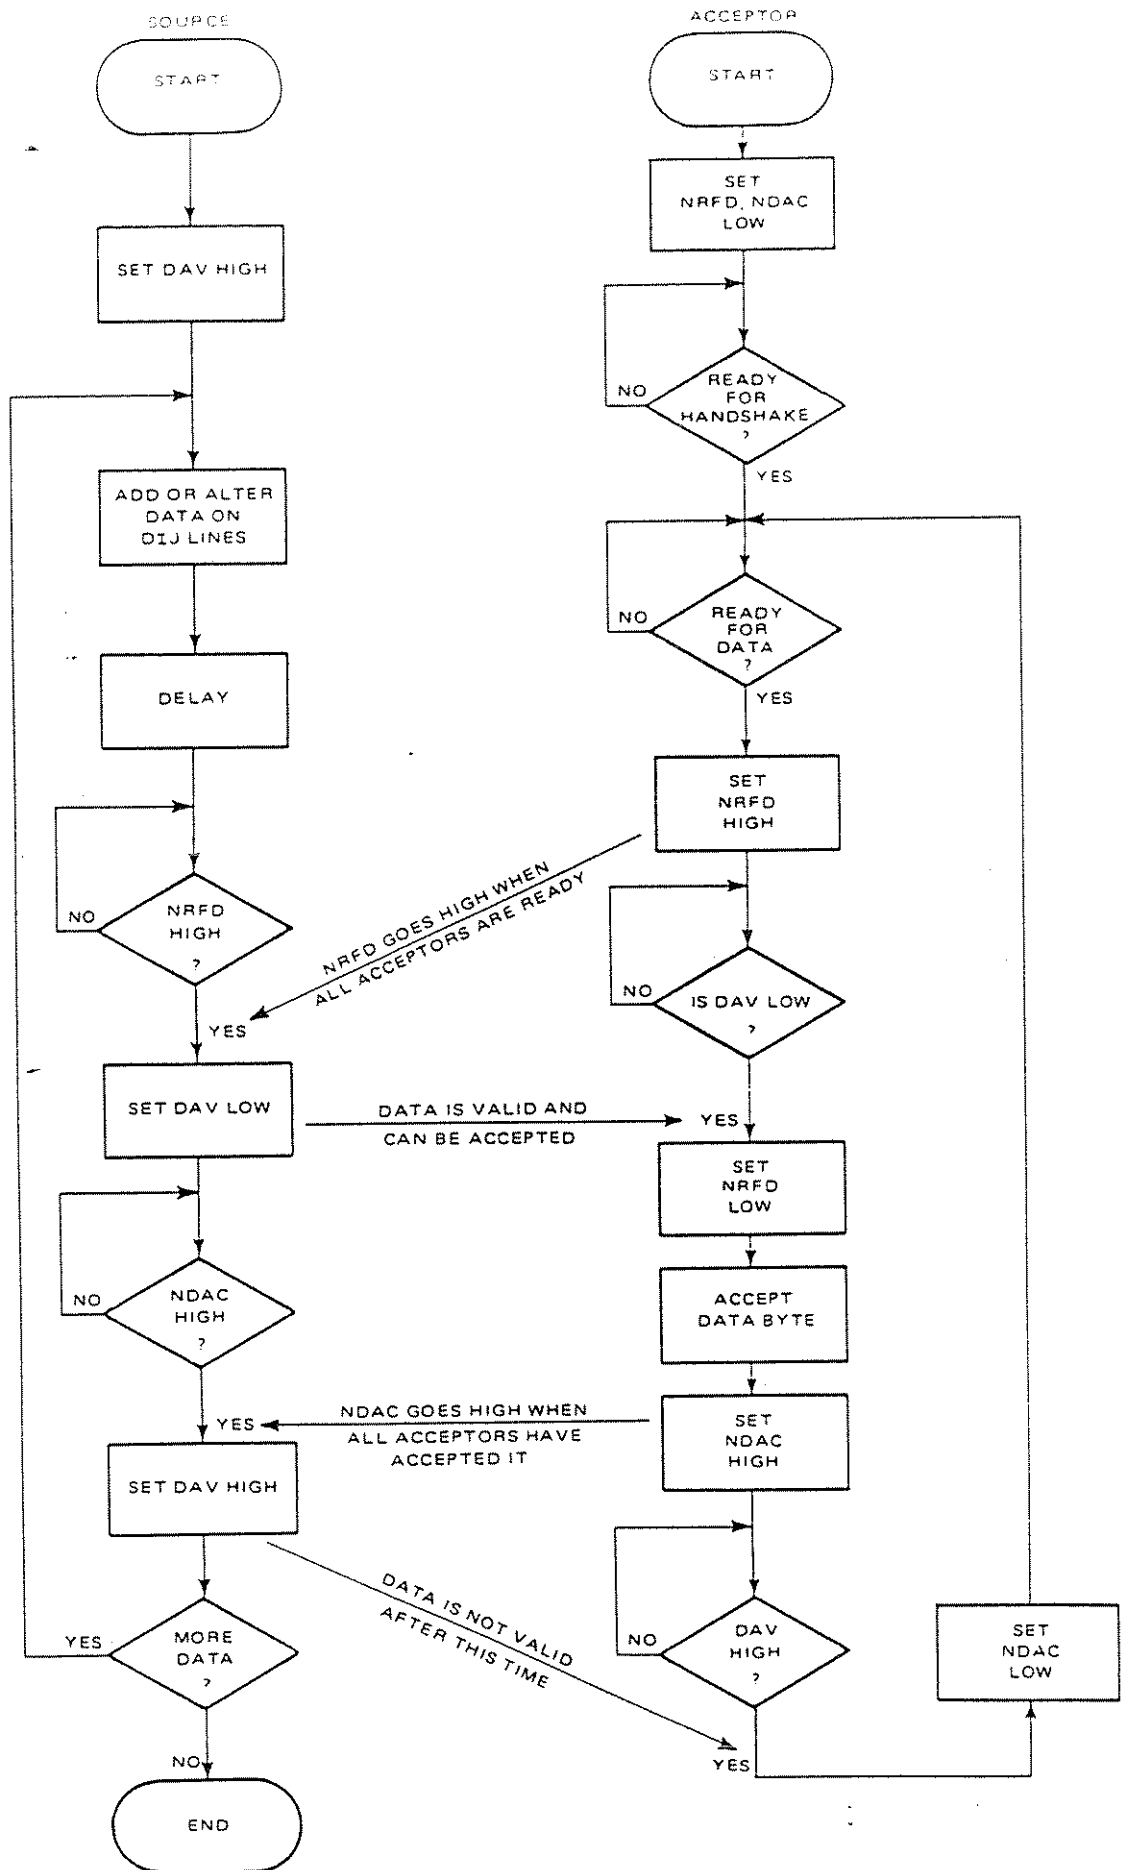 SOURCE
START
SET DAV HIGH
ADD OR ALTER
DATA ON
DIJ LINES
DELAY
NO
NRFD
HIGH
?
YES
SET DAV LOW
NO
NDAC
HIGH
?
YES
SET DAV HIGH
YES
MORE
DATA
?
NO
END
NRFD GOES HIGH WHEN
ALL ACCEPTORS ARE READY
DATA IS VALID AND
CAN BE ACCEPTED
NDAC GOES HIGH WHEN
ALL ACCEPTORS HAVE
ACCEPTED IT
DATA IS NOT VALID
AFTER THIS TIME
ACCEPTOR
START
SET
NRFD, NDAC
LOW
NO
READY
FOR
HANDSHAKE
?
YES
NO
READY
FOR
DATA
?
YES
SET
NRFD
HIGH
NO
IS DAV LOW
?
YES
SET
NRFD
LOW
ACCEPT
DATA BYTE
SET
NDAC
HIGH
NO
DAV
HIGH
?
YES
SET
NDAC
LOW